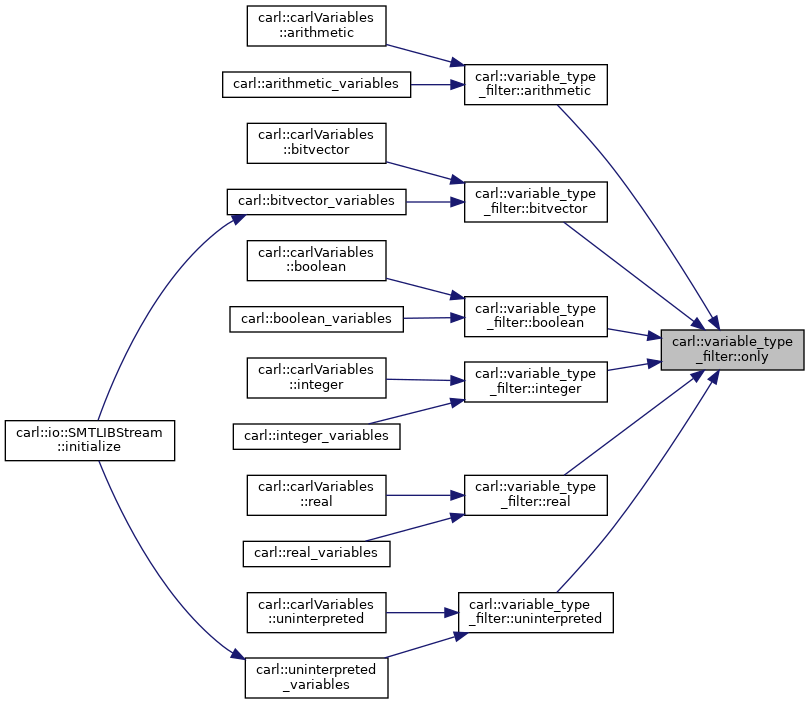 carl::carlVariables
::arithmetic
carl::variable_type
_filter::arithmetic
carl::arithmetic_variables
carl::carlVariables
::bitvector
carl::variable_type
_filter::bitvector
carl::bitvector_variables
carl::carlVariables
::boolean
carl::variable_type
_filter::boolean
carl::boolean_variables
carl::variable_type
_filter::only
carl::carlVariables
::integer
carl::variable_type
_filter::integer
carl::integer_variables
carl::io::SMTLIBStream
::initialize
carl::carlVariables
::real
carl::variable_type
_filter::real
carl::real_variables
carl::carlVariables
::uninterpreted
carl::variable_type
_filter::uninterpreted
carl::uninterpreted
_variables